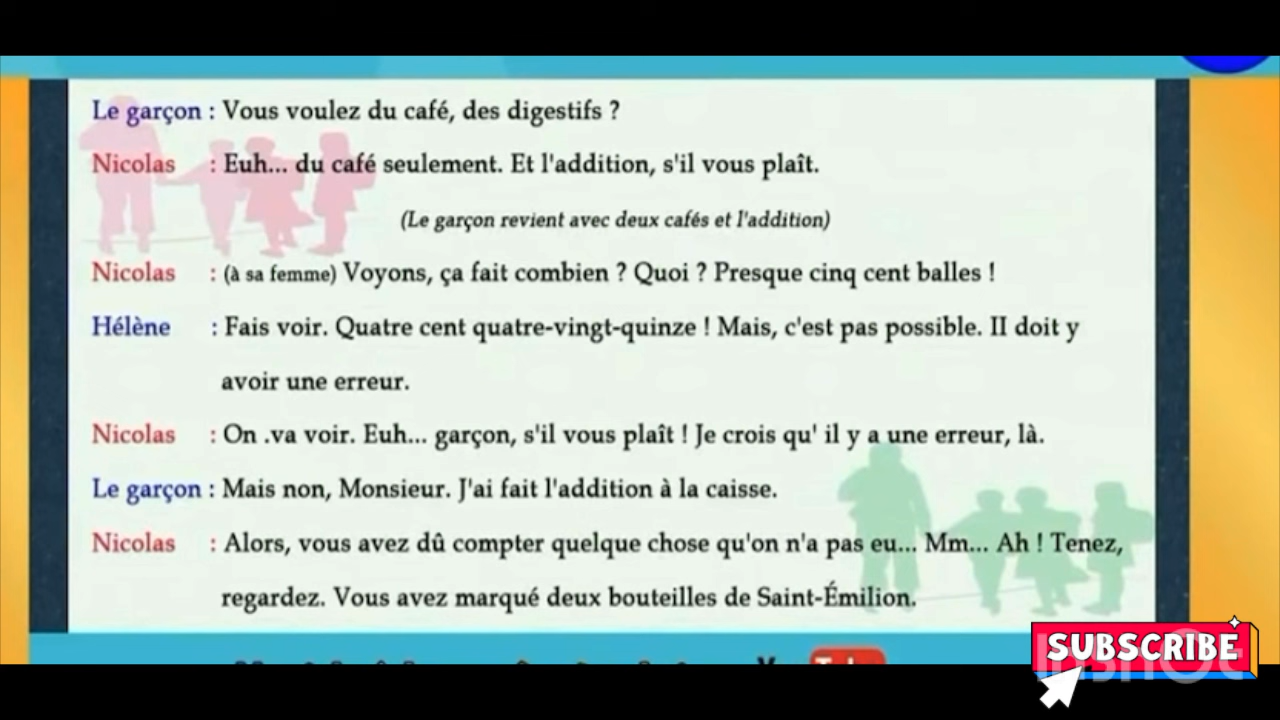 Le garçon : Vous voulez du café, des digestifs ?
Nicolas : Euh... du café seulement. Et l'addition, s'il vous plaît.
(Le garçon revient avec deux cafés et l'addition)
Nicolas : (à sa femme) Voyons, ça fait combien ? Quoi ? Presque cinq cent balles !
Hélène : Fais voir. Quatre cent quatre-vingt-quinze ! Mais, c'est pas possible. II doit y
avoir une erreur.
Nicolas : On .va voir. Euh... garçon, s'il vous plaît ! Je crois qu' il y a une erreur, là.
Le garçon : Mais non, Monsieur. J'ai fait l'addition à la caisse.
Nicolas : Alors, vous avez dû compter quelque chose qu'on n'a pas eu... Mm... Ah ! Tenez,
regardez. Vous avez marqué deux bouteilles de Saint-Émilion.
SUBSCRIBE